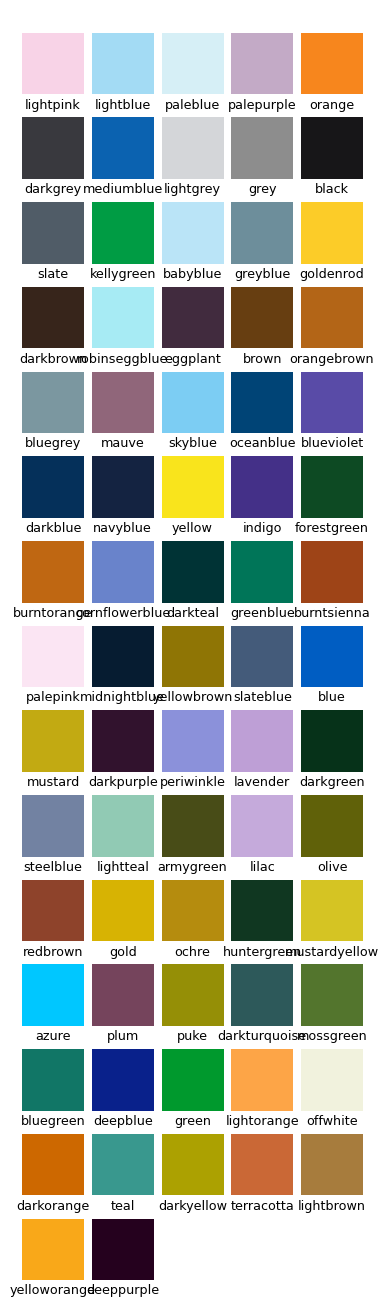 lightpink lightblue paleblue palepurple orange
darkgrey mediumblue lightgrey grey black
slate kellygreen babyblue greyblue goldenrod
darkbrown robinseggblue eggplant brown orangebrown
bluegrey mauve skyblue oceanblue blueviolet
darkblue navyblue yellow indigo forestgreen
burntorange cornflowerblue darkteal greenblue burntsienna
palepink midnightblue yellowbrown slateblue blue
mustard darkpurple periwinkle lavender darkgreen
steelblue lightteal armygreen lilac olive
redbrown gold ochre huntergreen mustardyellow
azure plum puke darkturquoise mossgreen
bluegreen deepblue green lightorange offwhite
darkorange teal darkyellow terracotta lightbrown
yelloworange deeppurple